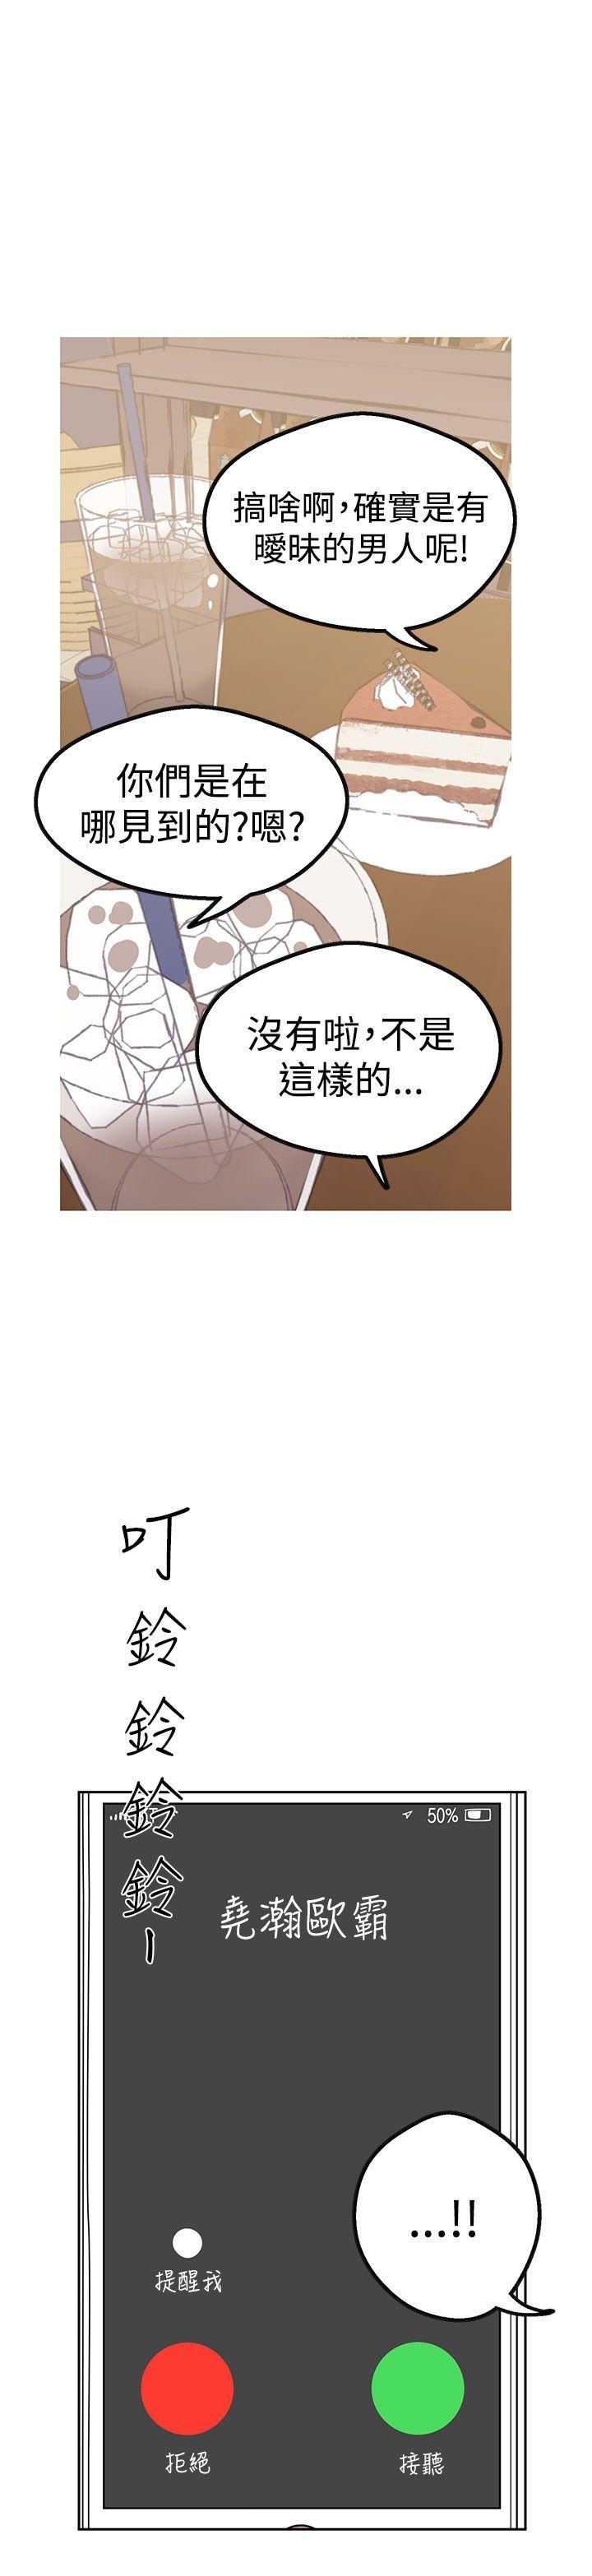 搞啥啊,確實是有
曖昧的男人呢!
你們是在
哪見到的?嗯?
沒有啦,不是
這樣的...
叮鈴鈴鈴鈴-
50%
堯瀚歐霸
...!!
提醒我
拒絕
接聽